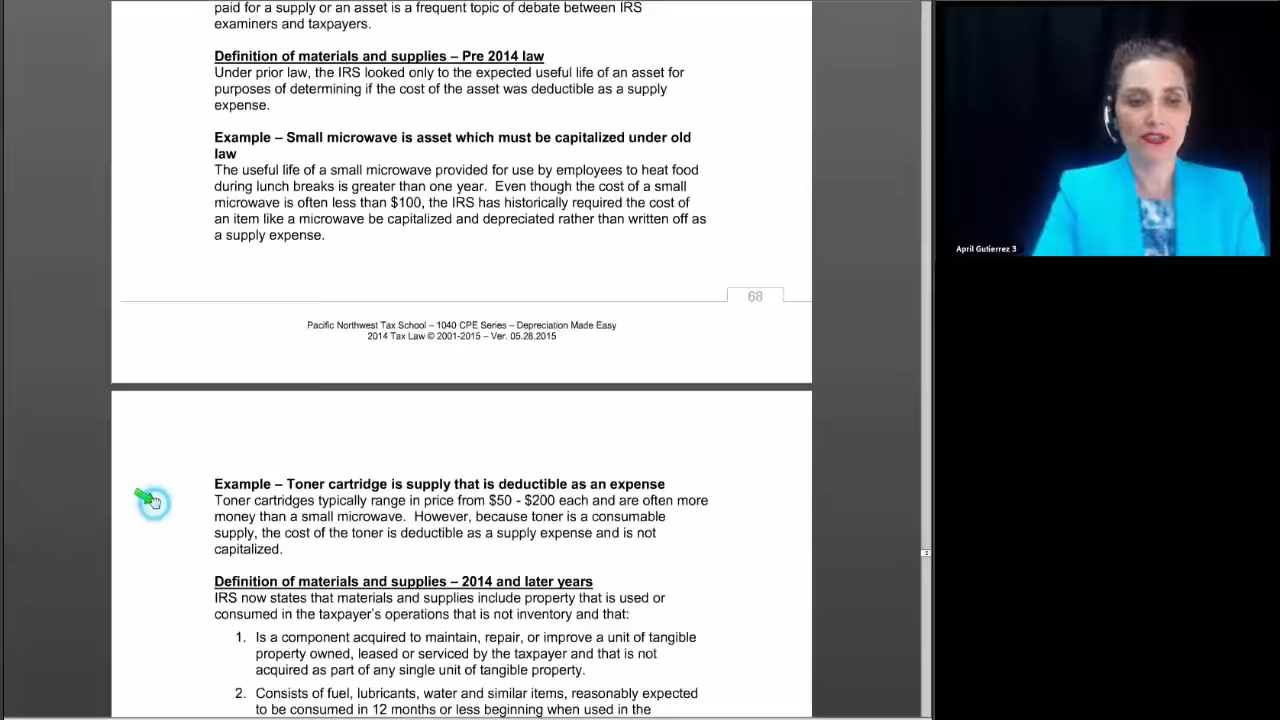 paid for a supply or an asset is a frequent topic of debate between IRS
examiners and taxpayers.
Definition of materials and supplies – Pre 2014 law
Under prior law, the IRS looked only to the expected useful life of an asset for
purposes of determining if the cost of the asset was deductible as a supply
expense.
Example – Small microwave is asset which must be capitalized under old
law
The useful life of a small microwave provided for use by employees to heat food
during lunch breaks is greater than one year.  Even though the cost of a small
microwave is often less than $100, the IRS has historically required the cost of
an item like a microwave be capitalized and depreciated rather than written off as
a supply expense.
68
Pacific Northwest Tax School – 1040 CPE Series – Depreciation Made Easy
2014 Tax Law © 2001-2015 – Ver. 05.28.2015
Example – Toner cartridge is supply that is deductible as an expense
Toner cartridges typically range in price from $50 - $200 each and are often more
money than a small microwave.  However, because toner is a consumable
supply, the cost of the toner is deductible as a supply expense and is not
capitalized.
Definition of materials and supplies – 2014 and later years
IRS now states that materials and supplies include property that is used or
consumed in the taxpayer's operations that is not inventory and that:
1. Is a component acquired to maintain, repair, or improve a unit of tangible
property owned, leased or serviced by the taxpayer and that is not
acquired as part of any single unit of tangible property.
2. Consists of fuel, lubricants, water and similar items, reasonably expected
to be consumed in 12 months or less beginning when used in the
April Gutierrez 3